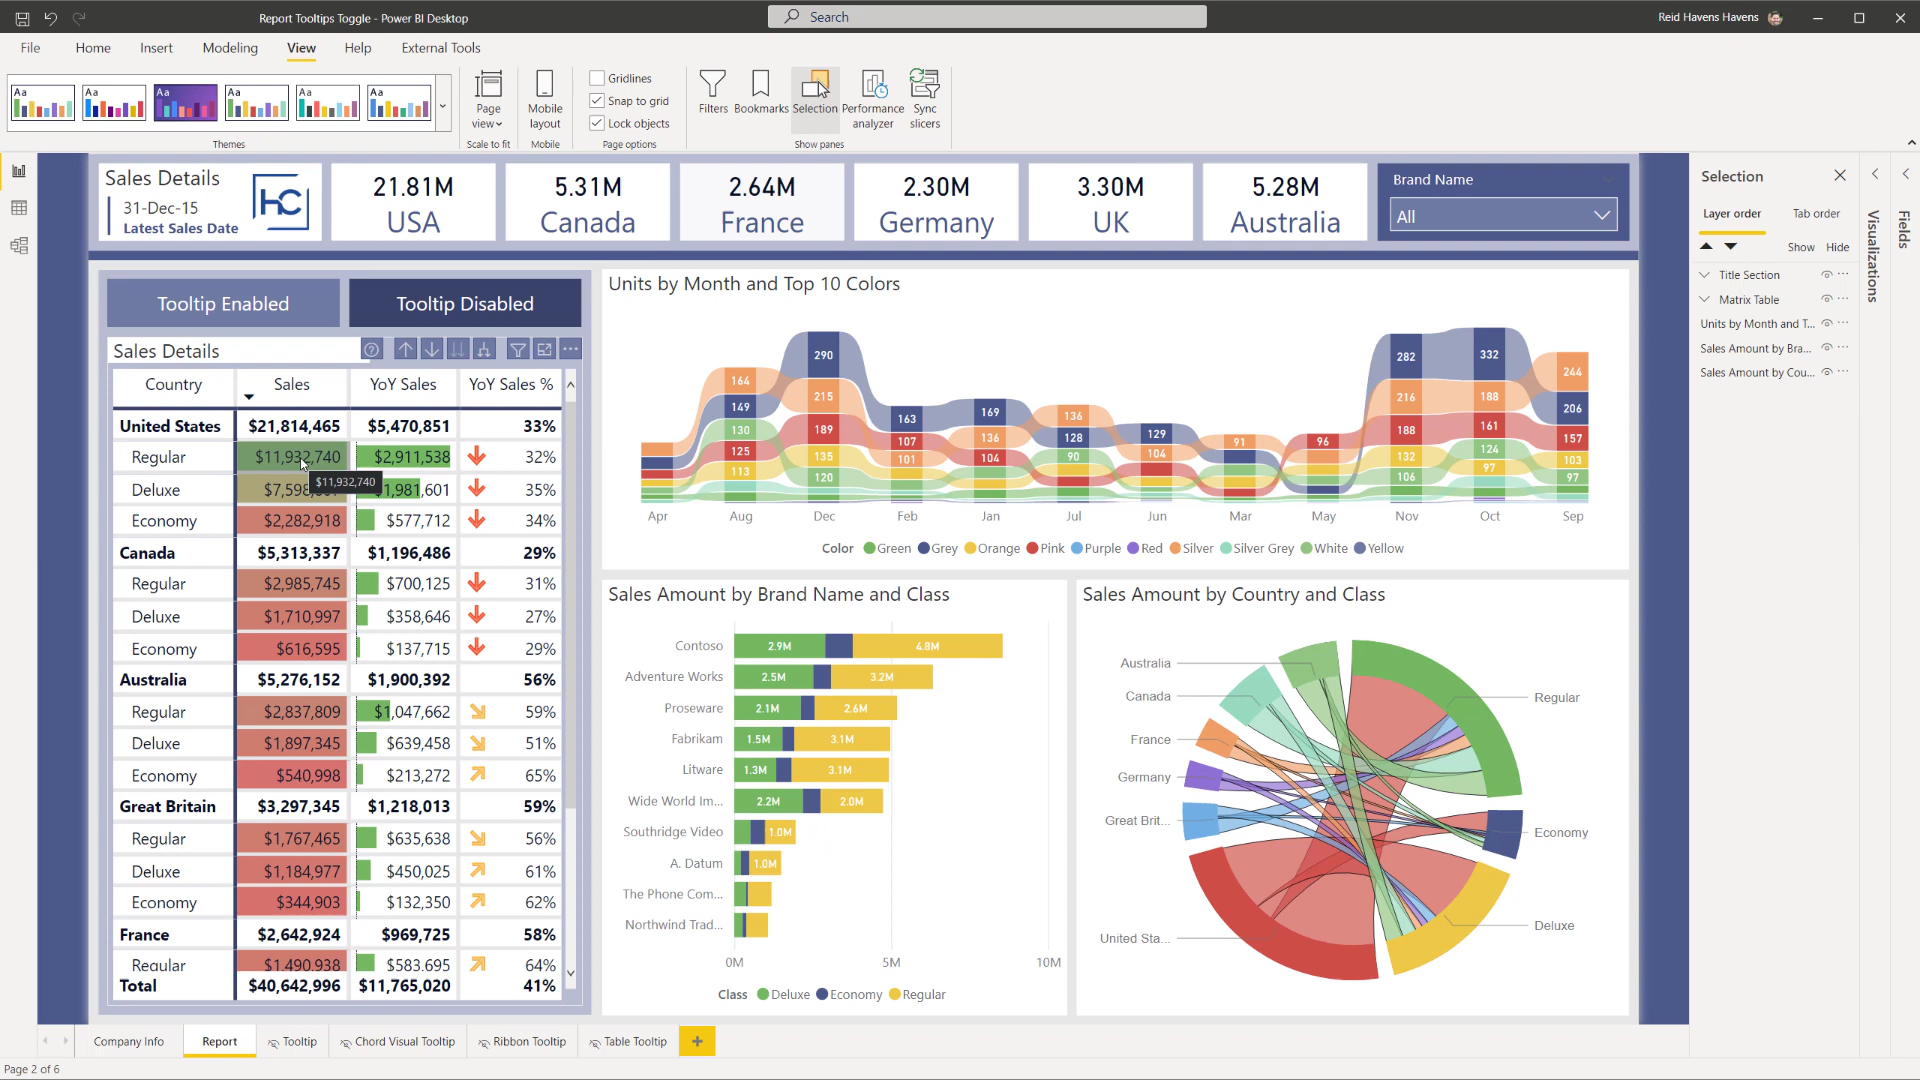 Report Tooltips Toggle - Power BI Desktop
Search
Reid Havens Havens
File Home Insert Modeling View Help External Tools
Aa Aa Aa Aa Aa Aa
Themes
Page view
Scale to fit
Mobile layout
Mobile
Gridlines
Snap to grid
Lock objects
Page options
Filters
Bookmarks
Selection
Performance analyzer
Sync slicers
Show panes
Sales Details
31-Dec-15
Latest Sales Date
hc
21.81M
USA
5.31M
Canada
2.64M
France
2.30M
Germany
3.30M
UK
5.28M
Australia
Brand Name
All
Tooltip Enabled
Tooltip Disabled
Sales Details
Country Sales YoY Sales YoY Sales %
United States $21,814,465 $5,470,851 33%
Regular $11,932,740 $2,911,538 32%
$11,932,740
Deluxe $7,598, 1,981,601 35%
Economy $2,282,918 $577,712 34%
Canada $5,313,337 $1,196,486 29%
Regular $2,985,745 $700,125 31%
Deluxe $1,710,997 $358,646 27%
Economy $616,595 $137,715 29%
Australia $5,276,152 $1,900,392 56%
Regular $2,837,809 $1,047,662 59%
Deluxe $1,897,345 $639,458 51%
Economy $540,998 $213,272 65%
Great Britain $3,297,345 $1,218,013 59%
Regular $1,767,465 $635,638 56%
Deluxe $1,184,977 $450,025 61%
Economy $344,903 $132,350 62%
France $2,642,924 $969,725 58%
Regular $1,490,938 $583,695 64%
Total $40,642,996 $11,765,020 41%
Units by Month and Top 10 Colors
164 149 130 125 113
290 215 189 135 120
163 107 101
169 136 104
136 128 90
129 104
91
96
282 216 188 132 106
332 188 161 124 97
244 206 157 103 97
Apr Aug Dec Feb Jan Jul Jun Mar May Nov Oct Sep
Color Green Grey Orange Pink Purple Red Silver Silver Grey White Yellow
Sales Amount by Brand Name and Class
Contoso 2.9M 4.8M
Adventure Works 2.5M 3.2M
Proseware 2.1M 2.6M
Fabrikam 1.5M 3.1M
Litware 1.3M 3.1M
Wide World Im... 2.2M 2.0M
Southridge Video 1.0M
A. Datum 1.0M
The Phone Com...
Northwind Trad...
0M 5M 10M
Class Deluxe Economy Regular
Sales Amount by Country and Class
Australia
Canada
France
Germany
Great Brit...
United Sta...
Regular
Economy
Deluxe
Selection
Layer order Tab order
Show Hide
Title Section
Matrix Table
Units by Month and T...
Sales Amount by Bra...
Sales Amount by Cou...
Visualizations
Fields
Company Info Report Tooltip Chord Visual Tooltip Ribbon Tooltip Table Tooltip +
Page 2 of 6